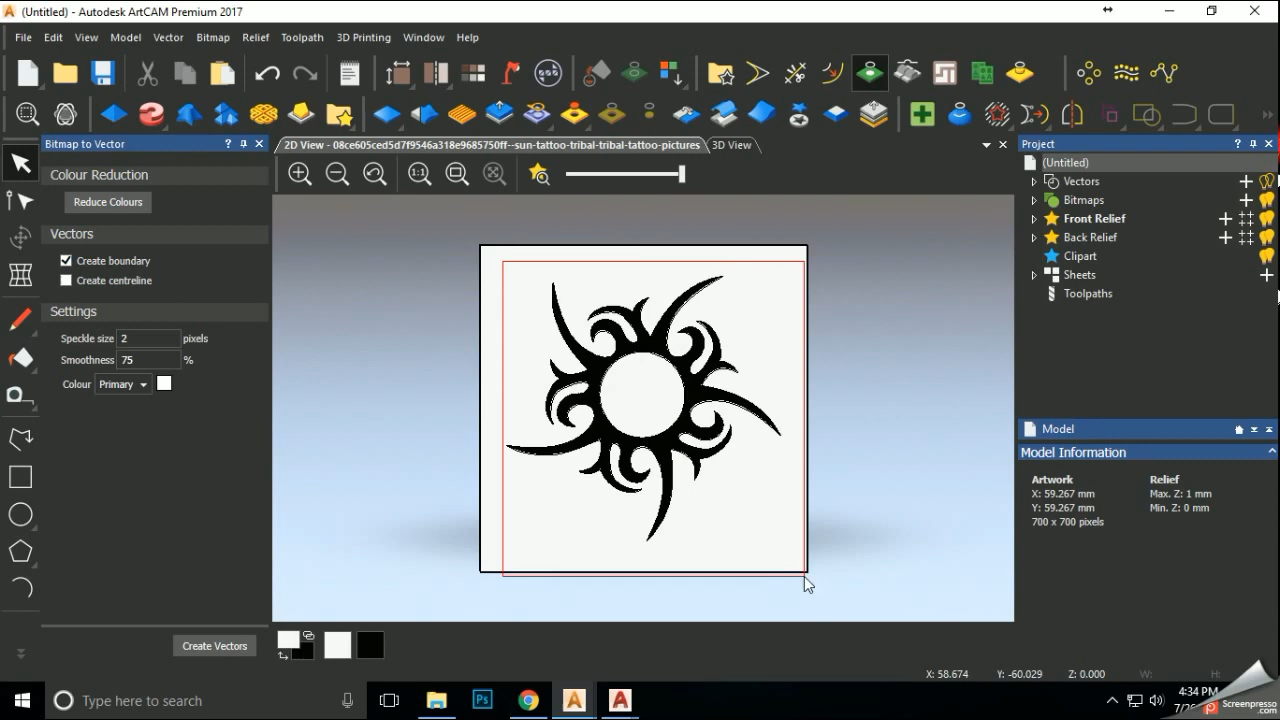 (Untitled) - Autodesk ArtCAM Premium 2017
File Edit View Model Vector Bitmap Relief Toolpath 3D Printing Window Help
Bitmap to Vector
2D View - 08ce605ced5d7f9546a318e9685750ff--sun-tattoo-tribal-tribal-tattoo-pictures 3D View
Project
Colour Reduction
Reduce Colours
Vectors
Create boundary
Create centreline
Settings
Speckle size 2 pixels
Smoothness 75 %
Colour Primary
Create Vectors
1:1
(Untitled)
Vectors
Bitmaps
Front Relief
Back Relief
Clipart
Sheets
Toolpaths
Model
Model Information
Artwork Relief
X: 59.267 mm Max. Z: 1 mm
Y: 59.267 mm Min. Z: 0 mm
700 x 700 pixels
X: 58.674 Y: -60.029 Z: 0.000 W: H:
Type here to search
Ps
4:34 PM
Screenpresso
.com